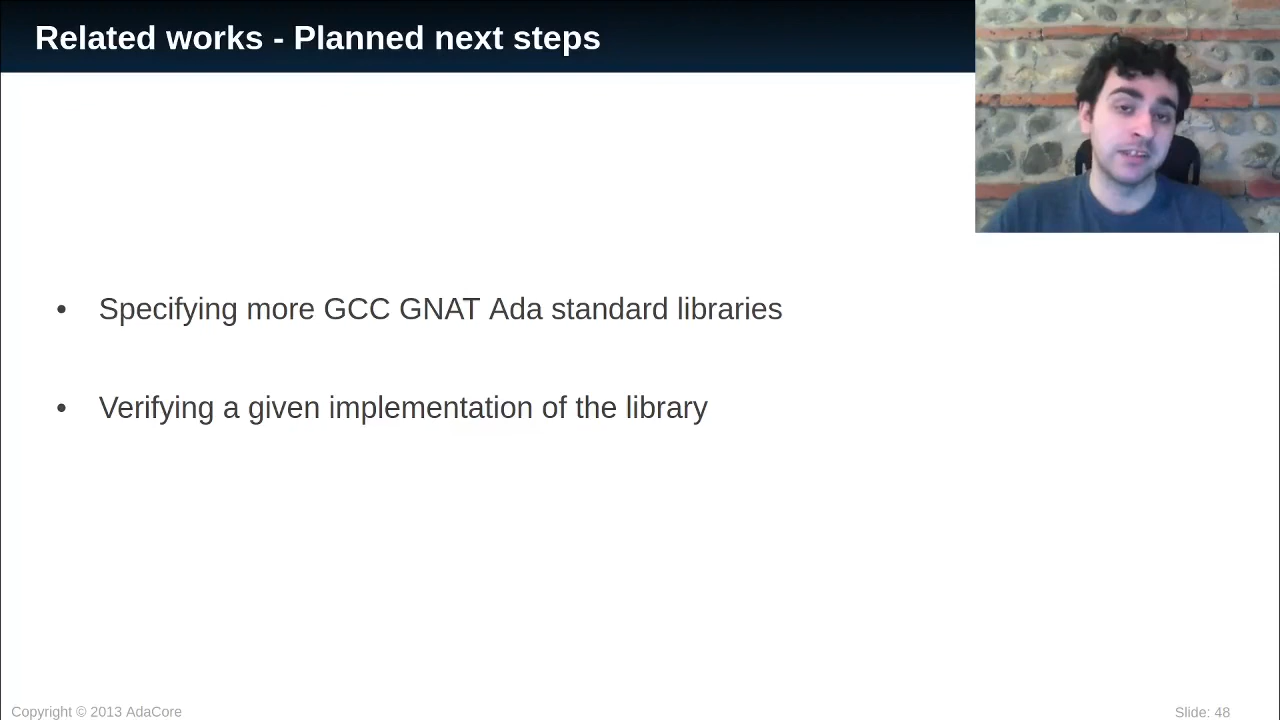 Related works - Planned next steps
• Specifying more GCC GNAT Ada standard libraries
• Verifying a given implementation of the library
Copyright © 2013 AdaCore
Slide: 48